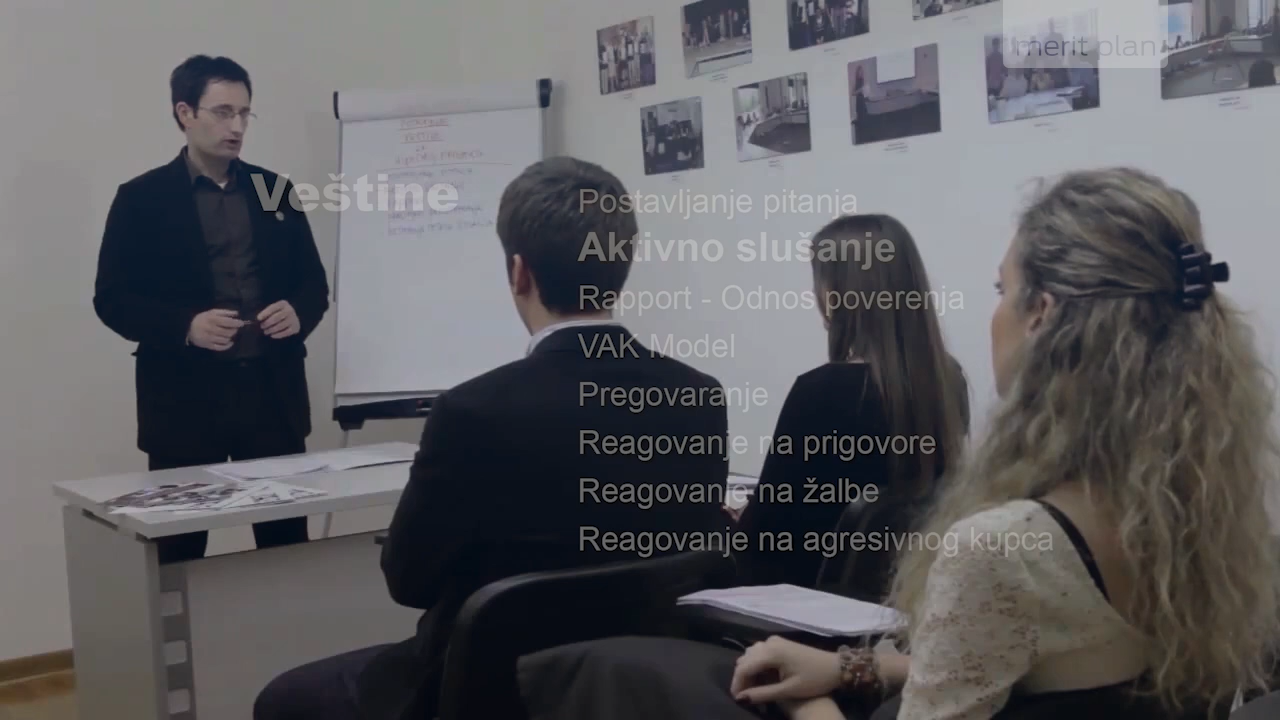 merit plan
Veštine
Postavljanje pitanja
Aktivno slušanje
Rapport - Odnos poverenja
VAK Model
Pregovaranje
Reagovanje na prigovore
Reagovanje na žalbe
Reagovanje na agresivnog kupca